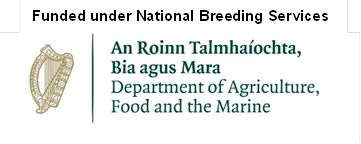 Funded under National Breeding Services
An Roinn Talmhaíochta,
Bia agus Mara
Department of Agriculture,
Food and the Marine